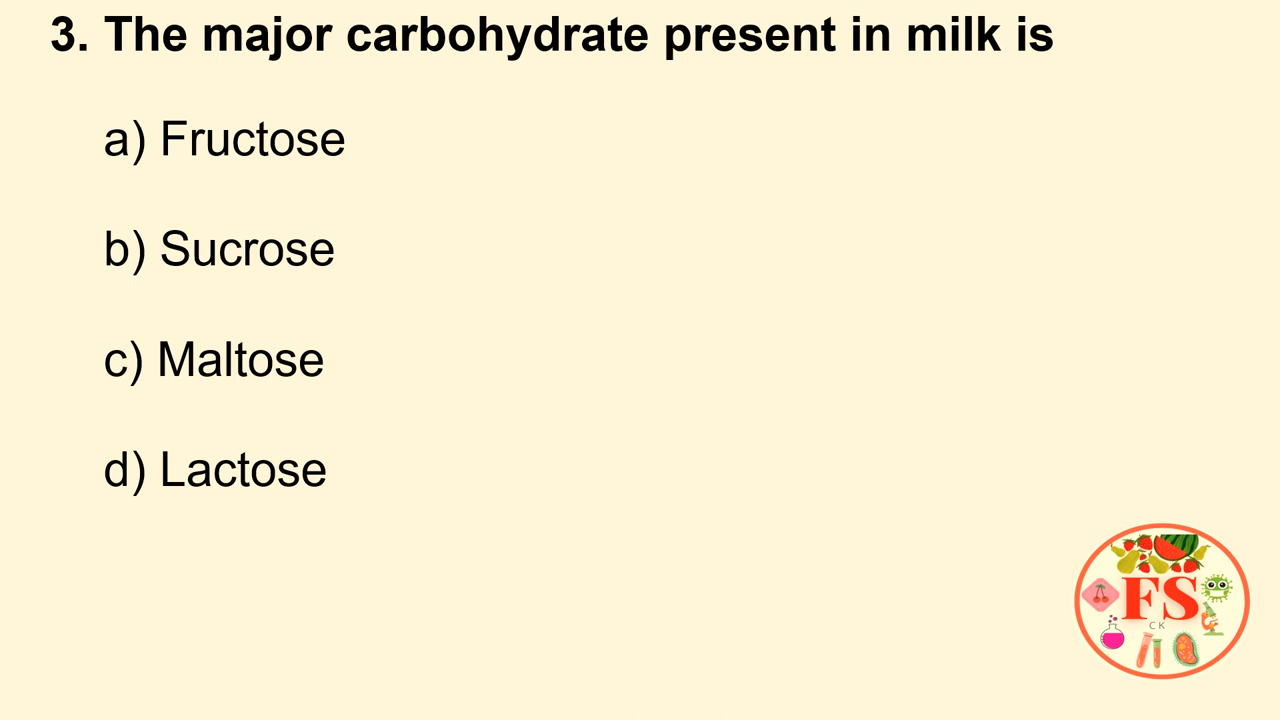 3. The major carbohydrate present in milk is
a) Fructose
b) Sucrose
c) Maltose
d) Lactose
FS
CK